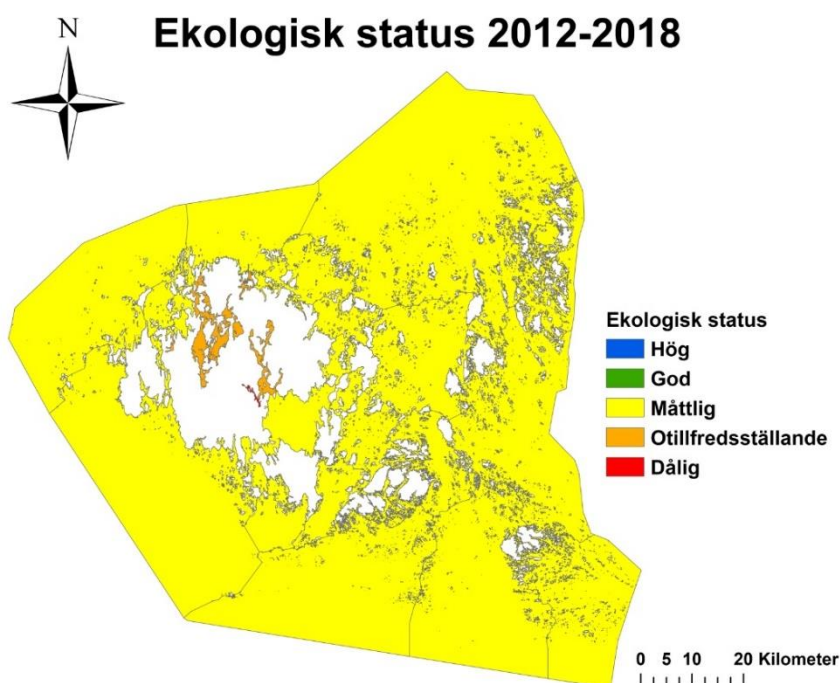 Ekologisk status 2012-2018
N
Ekologisk status
Hög
God
Måttlig
Otillfredsställande
Dålig
0 5 10 20 Kilometer